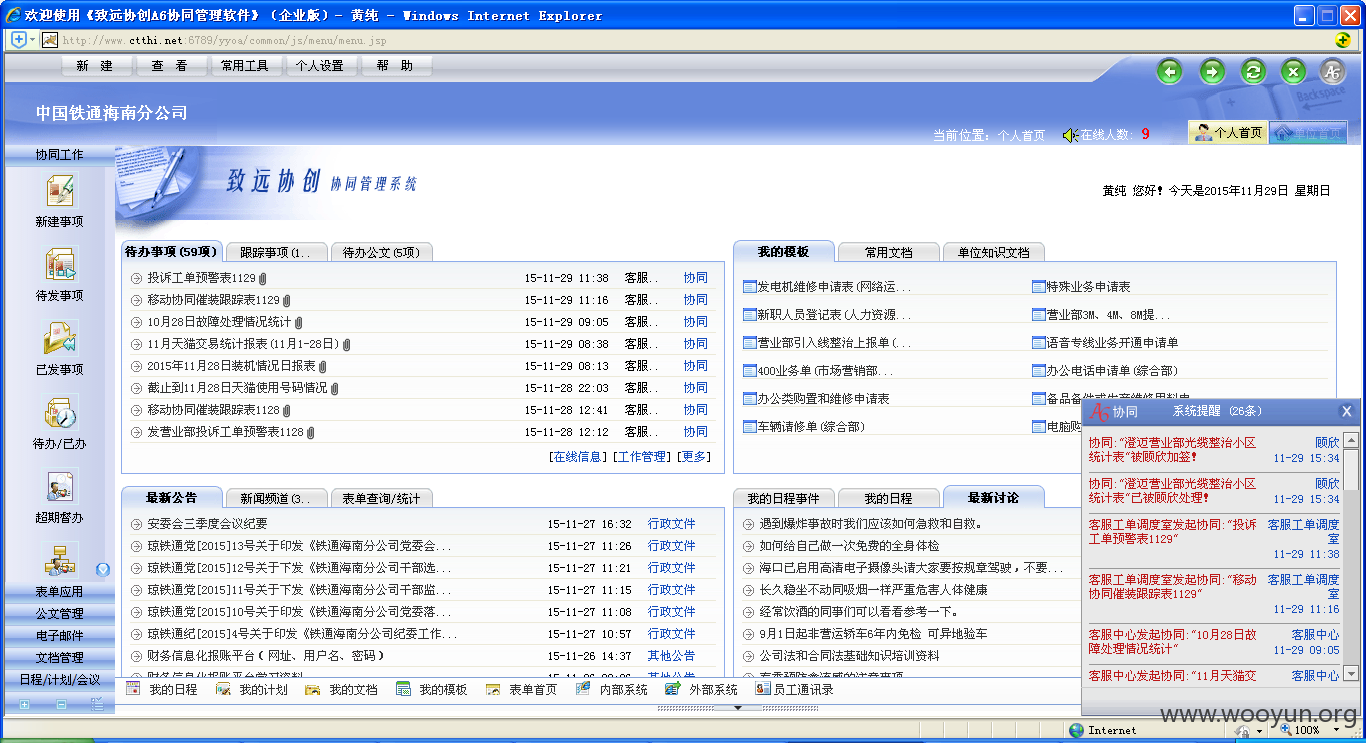 欢迎使用《致远协创A6协同管理软件》（企业版）- 黄纯 - Windows Internet Explorer
http://www.ctthi.net:6789/yyoa/common/js/menu/menu.jsp
新 建 查 看 常用工具 个人设置 帮 助
A6
Backspace
中国铁通海南分公司
当前位置：个人首页 在线人数: 9 个人首页 单位首页
协同工作
新建事项
待发事项
已发事项
待办/已办
超期督办
表单应用
公文管理
电子邮件
文档管理
日程/计划/会议
致远协创 协同管理系统
黄纯 您好! 今天是2015年11月29日 星期日
待办事项(59项) 跟踪事项(1.. 待办公文(5项)
投诉工单预警表1129 15-11-29 11:38 客服.. 协同
移动协同催装跟踪表1129 15-11-29 11:16 客服.. 协同
10月28日故障处理情况统计 15-11-29 09:05 客服.. 协同
11月天猫交易统计报表(11月1-28日) 15-11-29 08:38 客服.. 协同
2015年11月28日装机情况日报表 15-11-29 08:13 客服.. 协同
截止到11月28日天猫使用号码情况 15-11-28 22:03 客服.. 协同
移动协同催装跟踪表1128 15-11-28 12:41 客服.. 协同
发营业部投诉工单预警表1128 15-11-28 12:12 客服.. 协同
[在线信息] [工作管理] [更多]
我的模板 常用文档 单位知识文档
发电机维修申请表(网络运... 特殊业务申请表
新职人员登记表(人力资源... 营业部3M、4M、8M提...
营业部引入线整治上报单(... 语音专线业务开通申请单
400业务单(市场营销部... 办公电话申请单(综合部)
办公类购置和维修申请表 备品备件或生产维修用料申
车辆请修单(综合部) 电脑购
最新公告 新闻频道(3.. 表单查询/统计
安委会三季度会议纪要 15-11-27 16:32 行政文件
琼铁通党[2015]13号关于印发《铁通海南分公司党委会... 15-11-27 11:26 行政文件
琼铁通党[2015]12号关于下发《铁通海南分公司干部选... 15-11-27 11:21 行政文件
琼铁通党[2015]11号关于下发《铁通海南分公司干部监... 15-11-27 11:15 行政文件
琼铁通党[2015]10号关于印发《铁通海南分公司党委落... 15-11-27 11:08 行政文件
琼铁通纪[2015]4号关于印发《铁通海南分公司纪委工作... 15-11-27 10:57 行政文件
财务信息化报账平台(网址、用户名、密码) 15-11-26 14:37 其他公告
财务信息化报账平台学习资料
我的日程事件 我的日程 最新讨论
遇到爆炸事故时我们应该如何急救和自救。
如何给自己做一次免费的全身体检
海口已启用高清电子摄像头请大家要按规章驾驶，不要...
长久稳坐不动同吸烟一样严重危害人体健康
经常饮酒的同事们可以看看参考一下。
9月1日起非营运轿车6年内免检 可异地验车
公司法和合同法基础知识培训资料
A6协同 系统提醒 (26条) X
协同:"澄迈营业部光缆整治小区统计表"被顾欣加签! 顾欣 11-29 15:34
协同:"澄迈营业部光缆整治小区统计表"已被顾欣处理! 顾欣 11-29 15:34
客服工单调度室发起协同:"投诉工单预警表1129" 客服工单调度室 11-29 11:38
客服工单调度室发起协同:"移动协同催装跟踪表1129" 客服工单调度室 11-29 11:16
客服中心发起协同:"10月28日故障处理情况统计" 客服中心 11-29 09:05
客服中心发起协同:"11月天猫交 客服中心
我的日程 我的计划 我的文档 我的模板 表单首页 内部系统 外部系统 员工通讯录
www.wooyun.org
Internet 100%